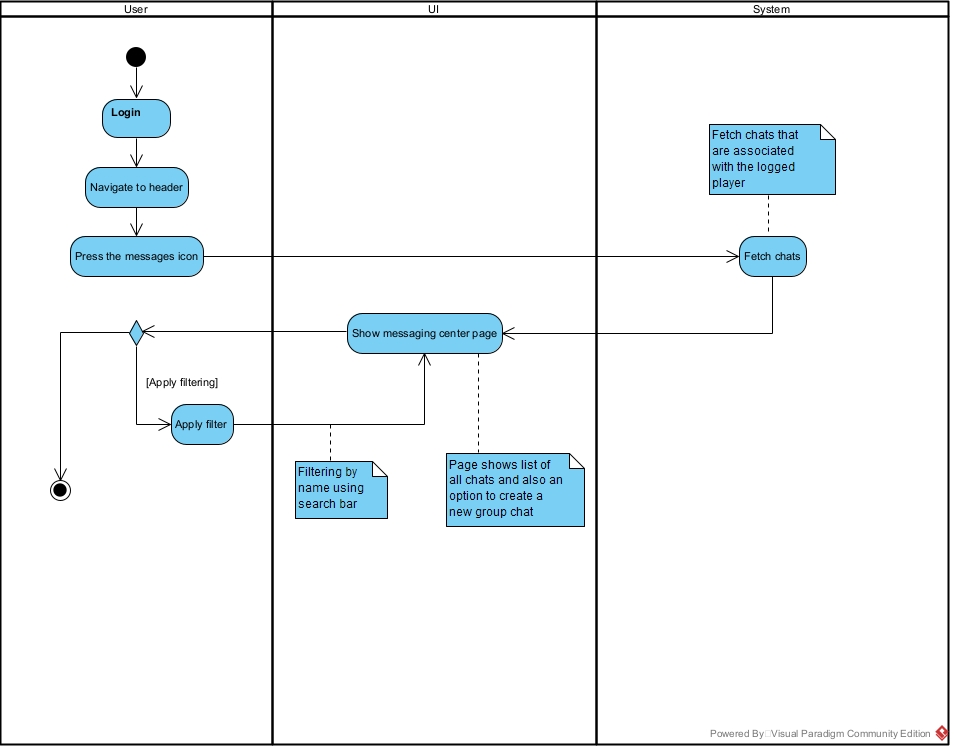 User
UI
System
Login
Fetch chats that
are associated
with the logged
player
Navigate to header
Press the messages icon
Fetch chats
Show messaging center page
[Apply filtering]
Apply filter
Filtering by
name using
search bar
Page shows list of
all chats and also an
option to create a
new group chat
Powered By Visual Paradigm Community Edition